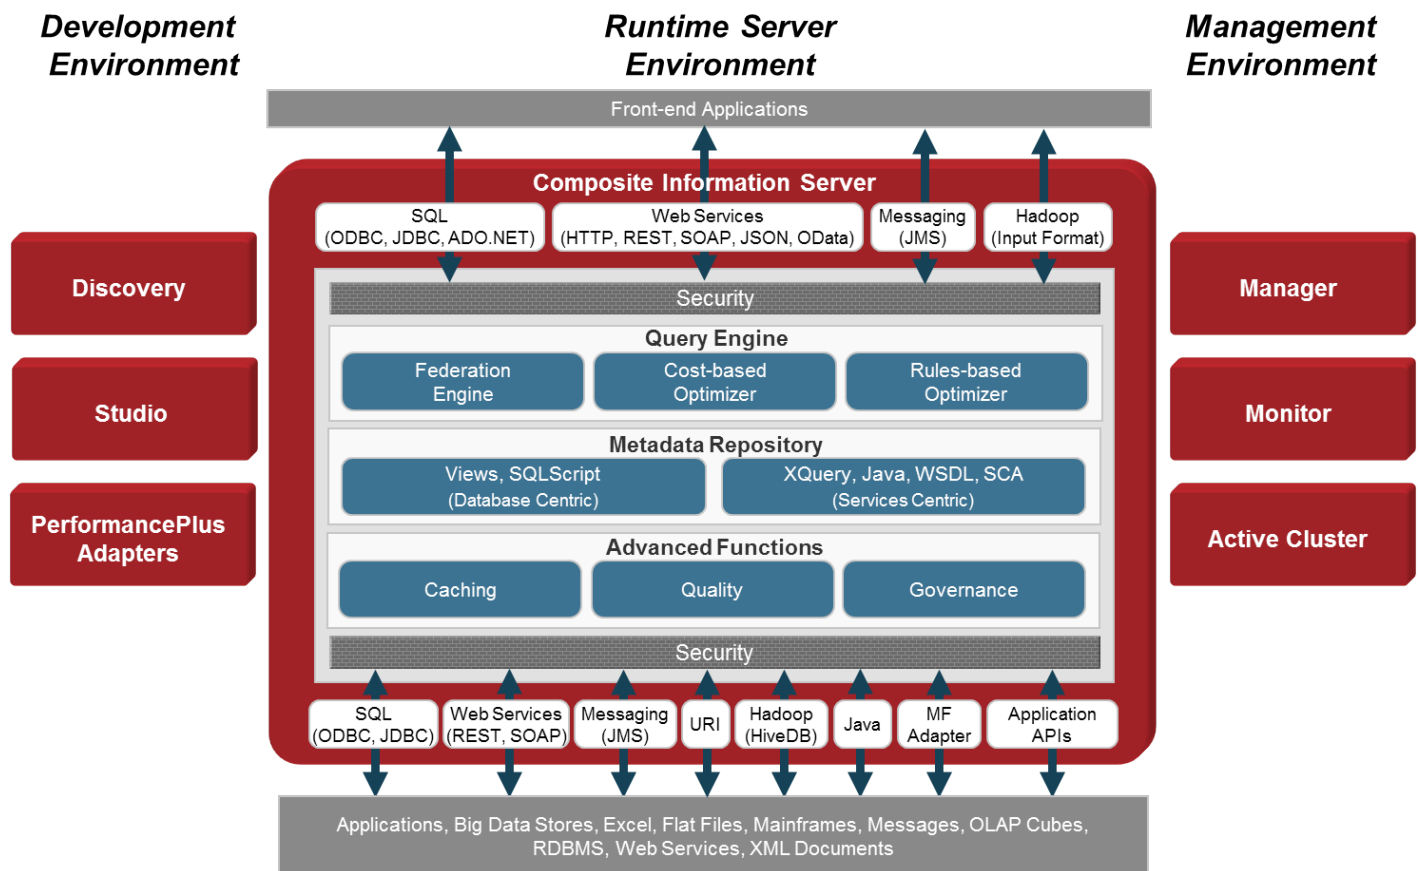 Development
Environment
Runtime Server
Environment
Management
Environment
Front-end Applications
Composite Information Server
SQL
(ODBC, JDBC, ADO.NET)
Web Services
(HTTP, REST, SOAP, JSON, OData)
Messaging
(JMS)
Hadoop
(Input Format)
Discovery
Studio
PerformancePlus
Adapters
Security
Query Engine
Federation
Engine
Cost-based
Optimizer
Rules-based
Optimizer
Metadata Repository
Views, SQLScript
(Database Centric)
XQuery, Java, WSDL, SCA
(Services Centric)
Advanced Functions
Caching
Quality
Governance
Security
Manager
Monitor
Active Cluster
SQL
(ODBC, JDBC)
Web Services
(REST, SOAP)
Messaging
(JMS)
URI
Hadoop
(HiveDB)
Java
MF
Adapter
Application
APIs
Applications, Big Data Stores, Excel, Flat Files, Mainframes, Messages, OLAP Cubes,
RDBMS, Web Services, XML Documents